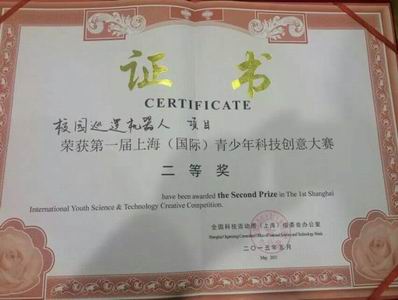 证书
CERTIFICATE
校园巡逻机器人 项目
荣获第一届上海（国际）青少年科技创意大赛
二等奖
have been awarded the Second Prize in The 1st Shanghai
International Youth Science & Technology Creative Competition.
全国科技活动周（上海）组委会办公室
二〇一五年五月
May, 2015